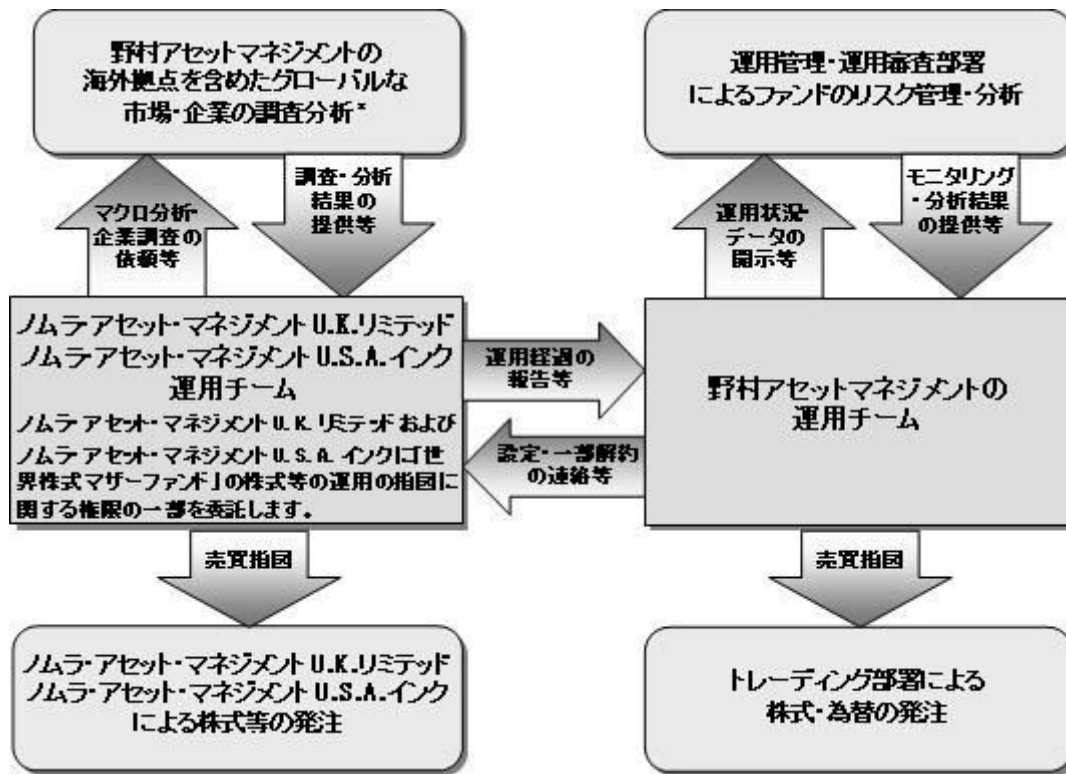 野村アセットマネジメントの
海外拠点を含めたグローバルな
市場・企業の調査分析*
運用管理・運用審査部署
によるファンドのリスク管理・分析
マクロ分析・
企業調査の
依頼等
調査・分析
結果の
提供等
運用状況・
データの
開示等
モニタリング
・分析結果
の提供等
ノムラ・アセット・マネジメント U.K.リミテッド
ノムラ・アセット・マネジメント U.S.A.インク
運用チーム
ノムラ・アセット・マネジメント U.K.リミテッドおよび
ノムラ・アセット・マネジメント U.S.A.インクに「世
界株式マザーファンド」の株式等の運用の指図に
関する権限の一部を委託します。
運用経過の
報告等
設定・一部解約
の連絡等
野村アセットマネジメントの
運用チーム
売買指図
売買指図
ノムラ・アセット・マネジメント U.K.リミテッド
ノムラ・アセット・マネジメント U.S.A.インク
による株式等の発注
トレーディング部署による
株式・為替の発注